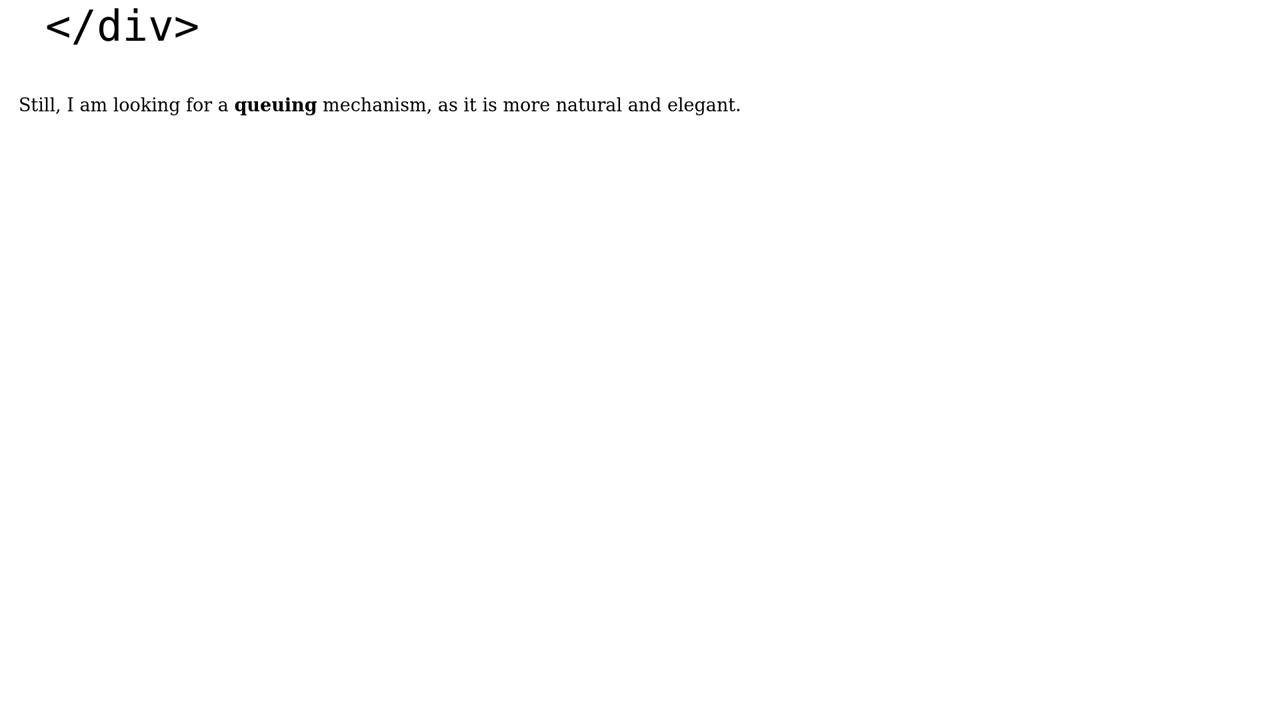 </div>
Still, I am looking for a queuing mechanism, as it is more natural and elegant.